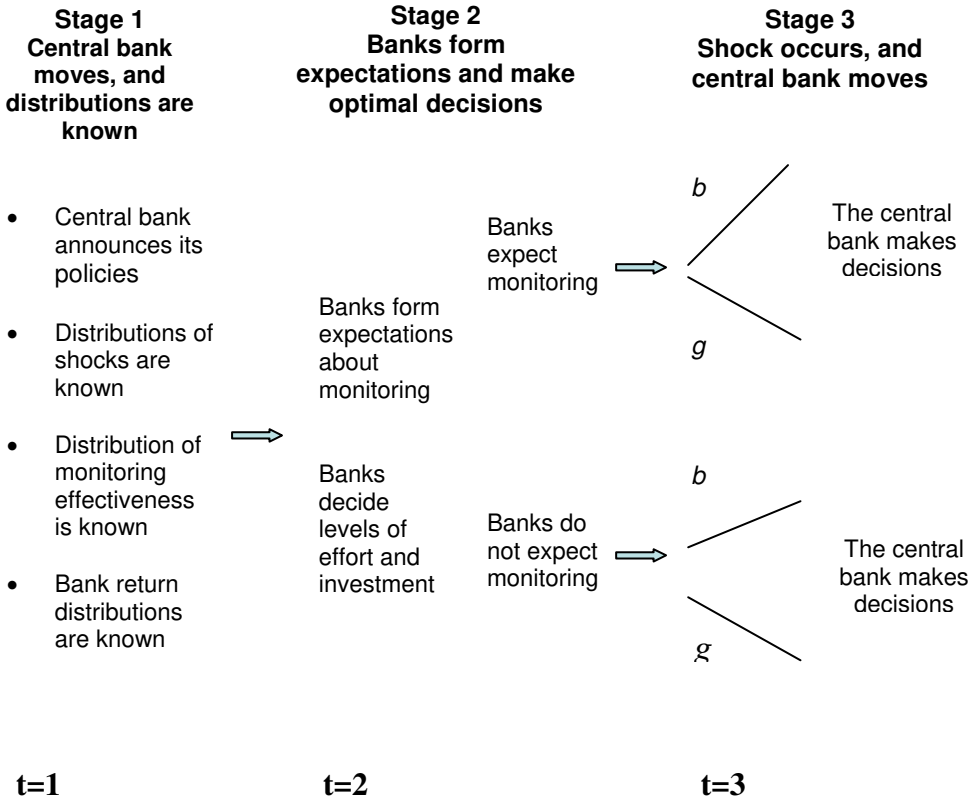 Stage 1
Central bank
moves, and
distributions are
known
Stage 2
Banks form
expectations and make
optimal decisions
Stage 3
Shock occurs, and
central bank moves
• Central bank
announces its
policies
• Distributions of
shocks are
known
• Distribution of
monitoring
effectiveness
is known
• Bank return
distributions
are known
Banks form
expectations
about
monitoring
Banks
decide
levels of
effort and
investment
Banks
expect
monitoring
Banks do
not expect
monitoring
b
g
The central
bank makes
decisions
b
g
The central
bank makes
decisions
t=1
t=2
t=3